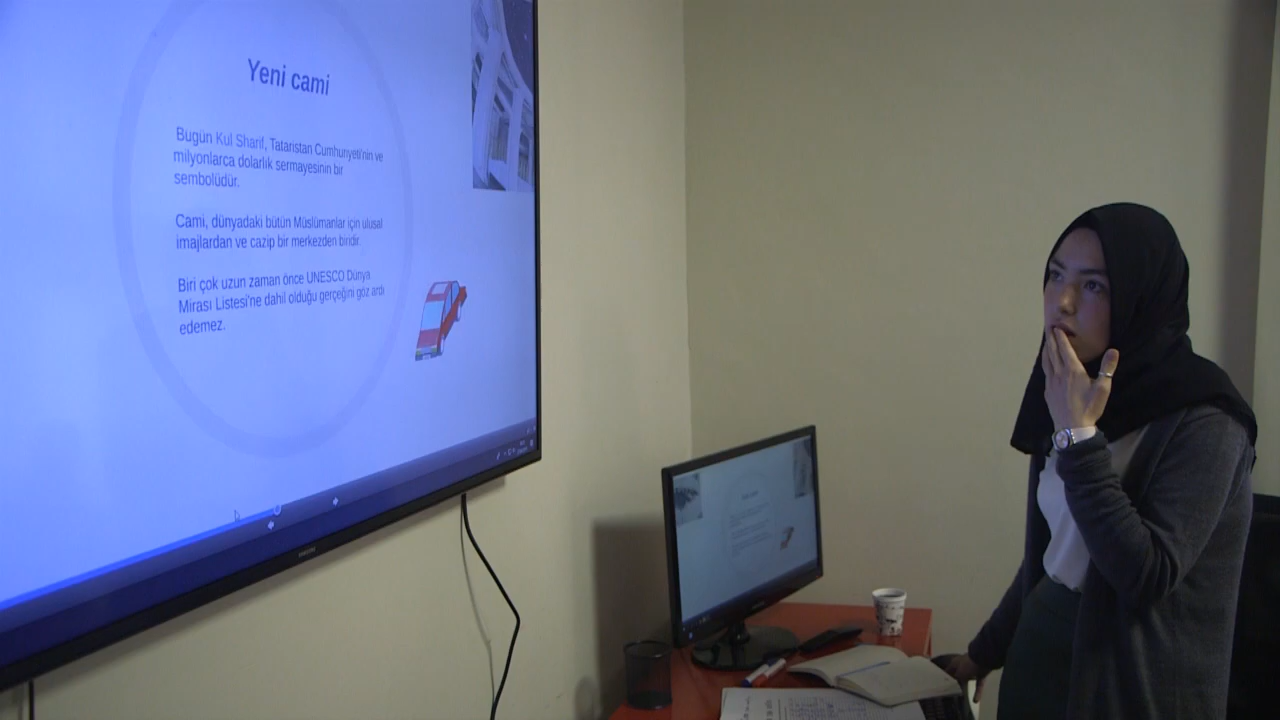 Yeni cami
Bugün Kul Sharif, Tataristan Cumhuriyeti'nin ve
milyonlarca dolarlık sermayesinin bir
sembolüdür.
Cami, dünyadaki bütün Müslümanlar için ulusal
imajlardan ve cazip bir merkezden biridir.
Biri çok uzun zaman önce UNESCO Dünya
Mirası Listesi'ne dahil olduğu gerçeğini göz ardı
edemez.
SAMSUNG